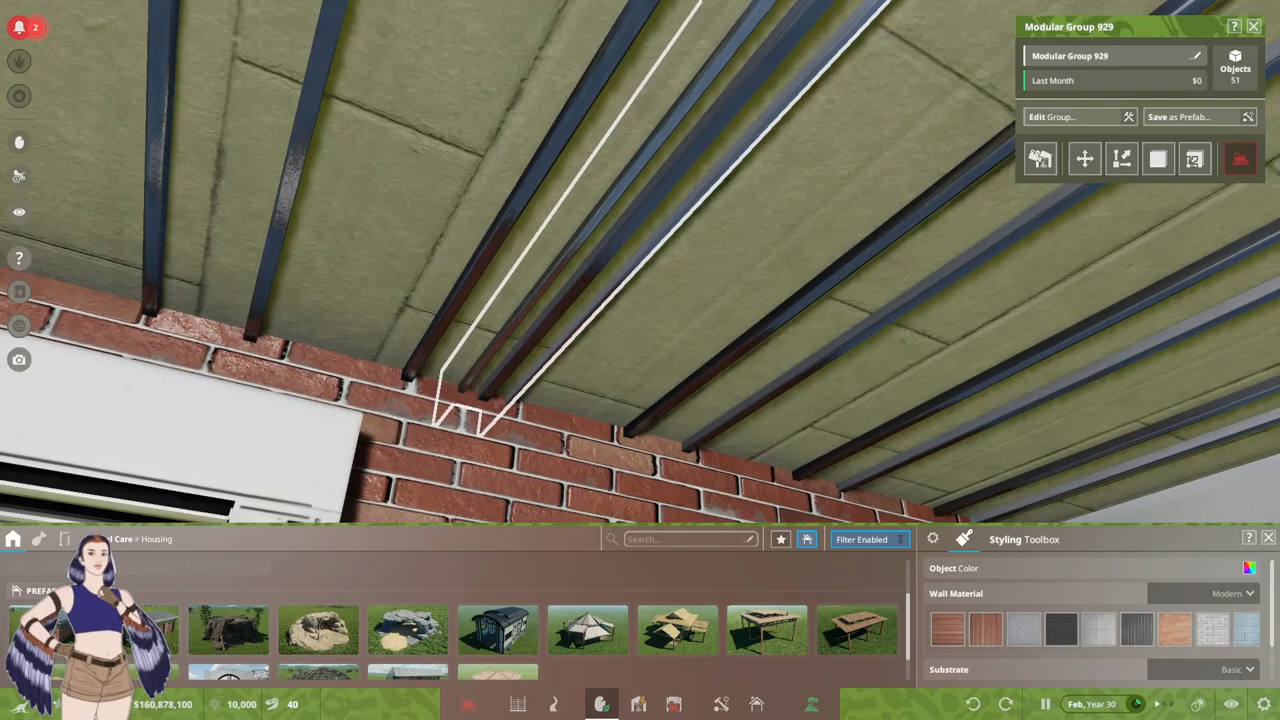 2
Modular Group 929
?
Modular Group 929
Last Month $0
Objects
51
Edit Group...
Save as Prefab...
?
Care > Housing
Search...
Filter Enabled
Styling Toolbox
?
Object Color
Wall Material Modern
Substrate Basic
$160,878,100
10,000
40
Feb, Year 30